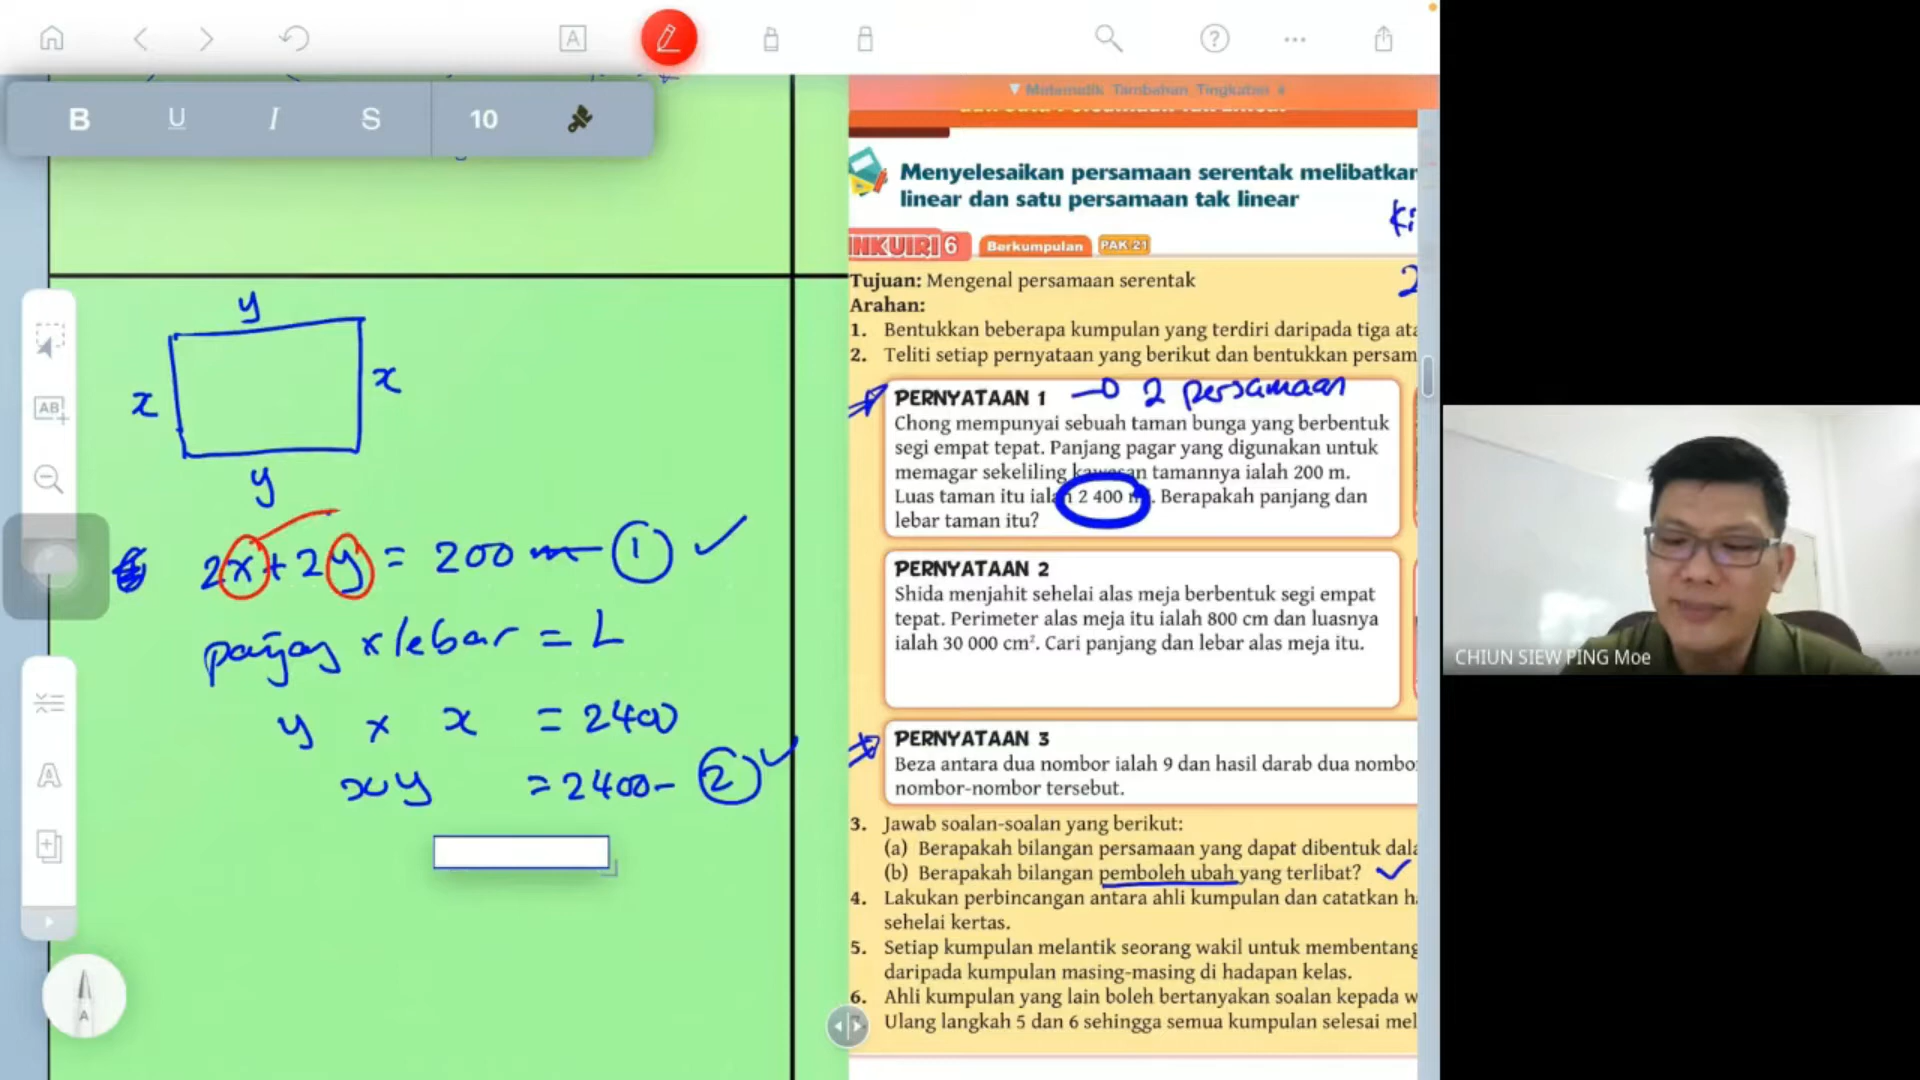 B U I S 10
▼ Matematik Tambahan Tingkatan 4
Menyelesaikan persamaan serentak melibatkan
linear dan satu persamaan tak linear
INKUIRI 6 Berkumpulan PAK-21
Tujuan: Mengenal persamaan serentak
Arahan:
1. Bentukkan beberapa kumpulan yang terdiri daripada tiga ata
2. Teliti setiap pernyataan yang berikut dan bentukkan persam
PERNYATAAN 1 → 2 persamaan
Chong mempunyai sebuah taman bunga yang berbentuk
segi empat tepat. Panjang pagar yang digunakan untuk
memagar sekeliling kawasan tamannya ialah 200 m.
Luas taman itu ialah 2 400 m. Berapakah panjang dan
lebar taman itu?
PERNYATAAN 2
Shida menjahit sehelai alas meja berbentuk segi empat
tepat. Perimeter alas meja itu ialah 800 cm dan luasnya
ialah 30 000 cm². Cari panjang dan lebar alas meja itu.
PERNYATAAN 3
Beza antara dua nombor ialah 9 dan hasil darab dua nombo
nombor-nombor tersebut.
3. Jawab soalan-soalan yang berikut:
(a) Berapakah bilangan persamaan yang dapat dibentuk dala
(b) Berapakah bilangan pemboleh ubah yang terlibat? ✓
4. Lakukan perbincangan antara ahli kumpulan dan catatkan ha
sehelai kertas.
5. Setiap kumpulan melantik seorang wakil untuk membentang
daripada kumpulan masing-masing di hadapan kelas.
6. Ahli kumpulan yang lain boleh bertanyakan soalan kepada w
Ulang langkah 5 dan 6 sehingga semua kumpulan selesai mel
ki
2
y
x
x
y
2x + 2y = 200 — ① ✓
panjang x lebar = L
y x x = 2400
xy = 2400 – ② ✓
CHIUN SIEW PING Moe